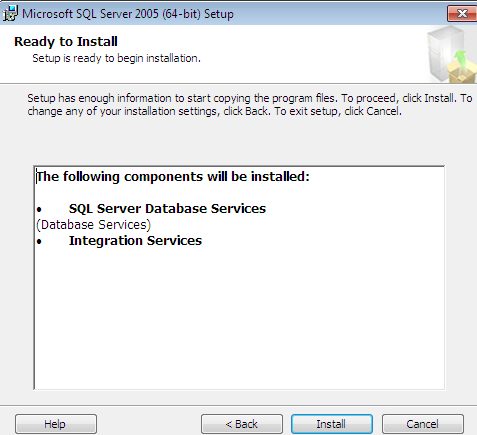 Microsoft SQL Server 2005 (64-bit) Setup
Ready to Install
Setup is ready to begin installation.
Setup has enough information to start copying the program files. To proceed, click Install. To
change any of your installation settings, click Back. To exit setup, click Cancel.
The following components will be installed:
• SQL Server Database Services
(Database Services)
• Integration Services
Help
< Back
Install
Cancel